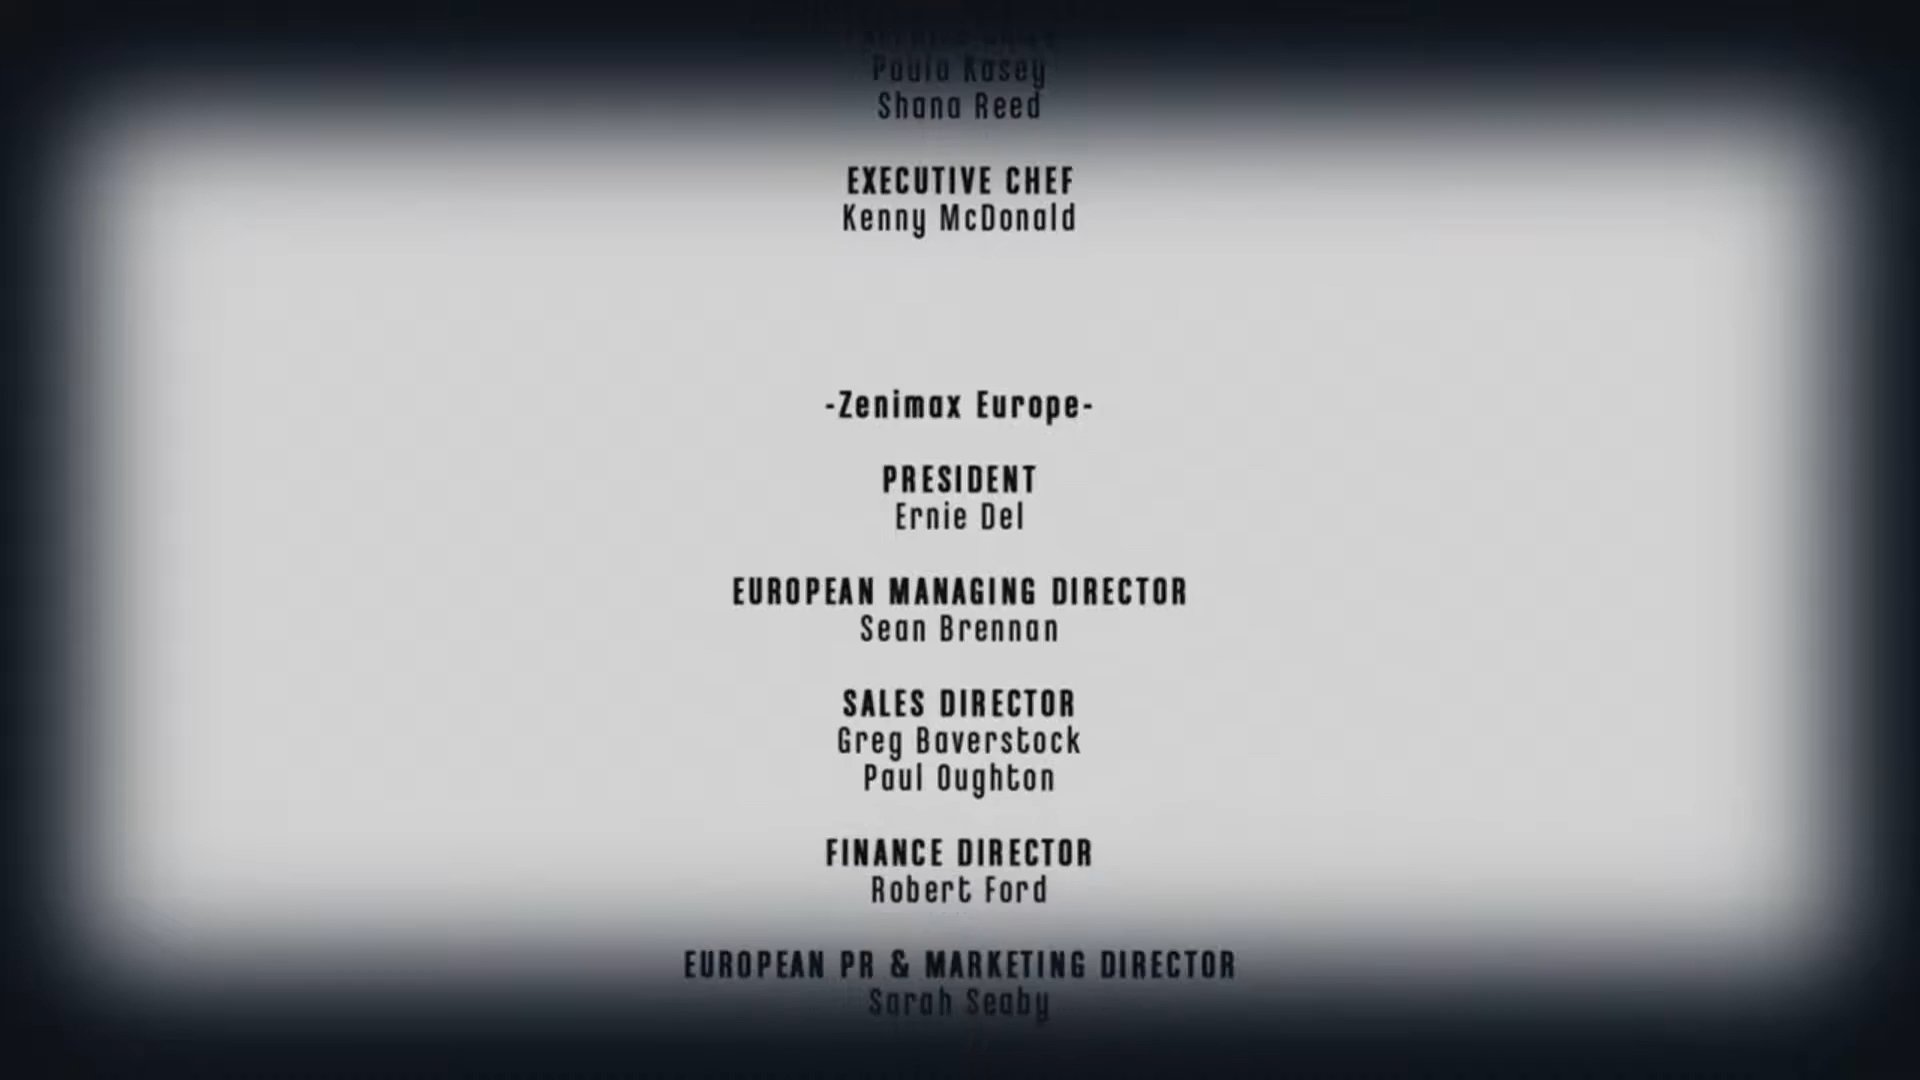 Paula Kasey
Shana Reed
EXECUTIVE CHEF
Kenny McDonald
-Zenimax Europe-
PRESIDENT
Ernie Del
EUROPEAN MANAGING DIRECTOR
Sean Brennan
SALES DIRECTOR
Greg Baverstock
Paul Oughton
FINANCE DIRECTOR
Robert Ford
EUROPEAN PR & MARKETING DIRECTOR
Sarah Seaby